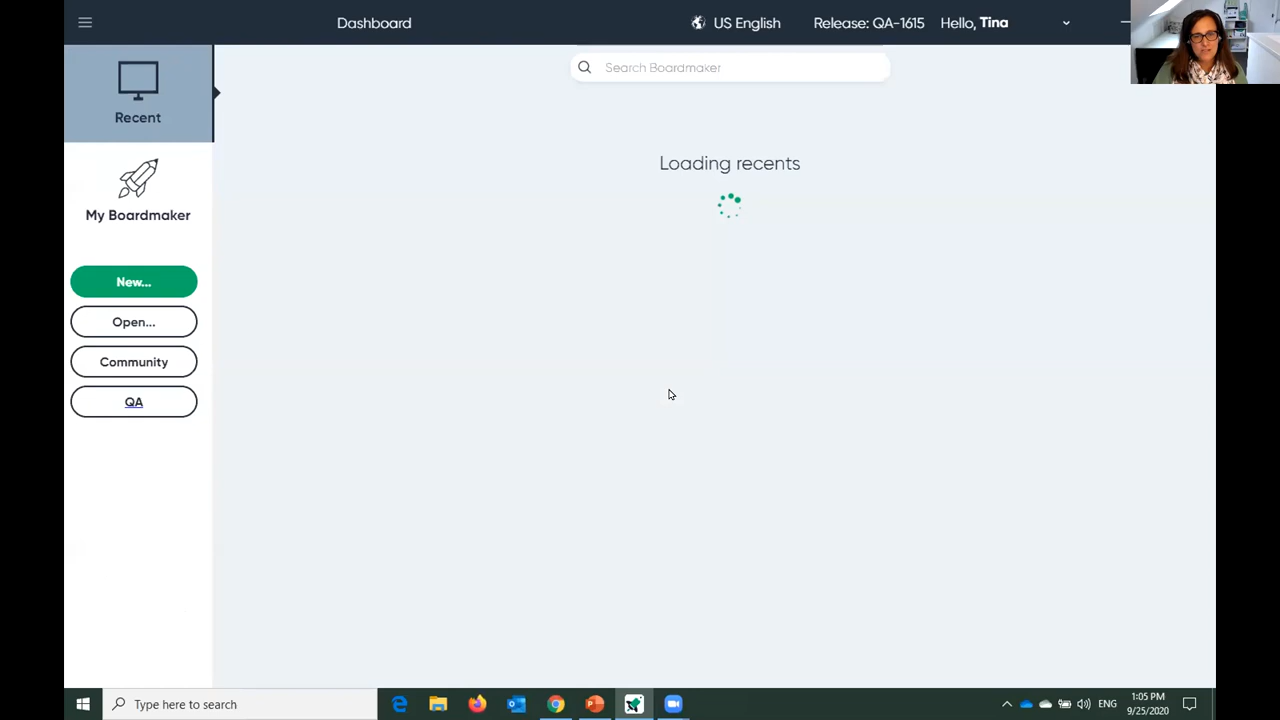 Dashboard
US English
Release: QA-1615
Hello, Tina
Recent
Search Boardmaker
Loading recents
My Boardmaker
New...
Open...
Community
QA
Type here to search
ENG
1:05 PM
9/25/2020